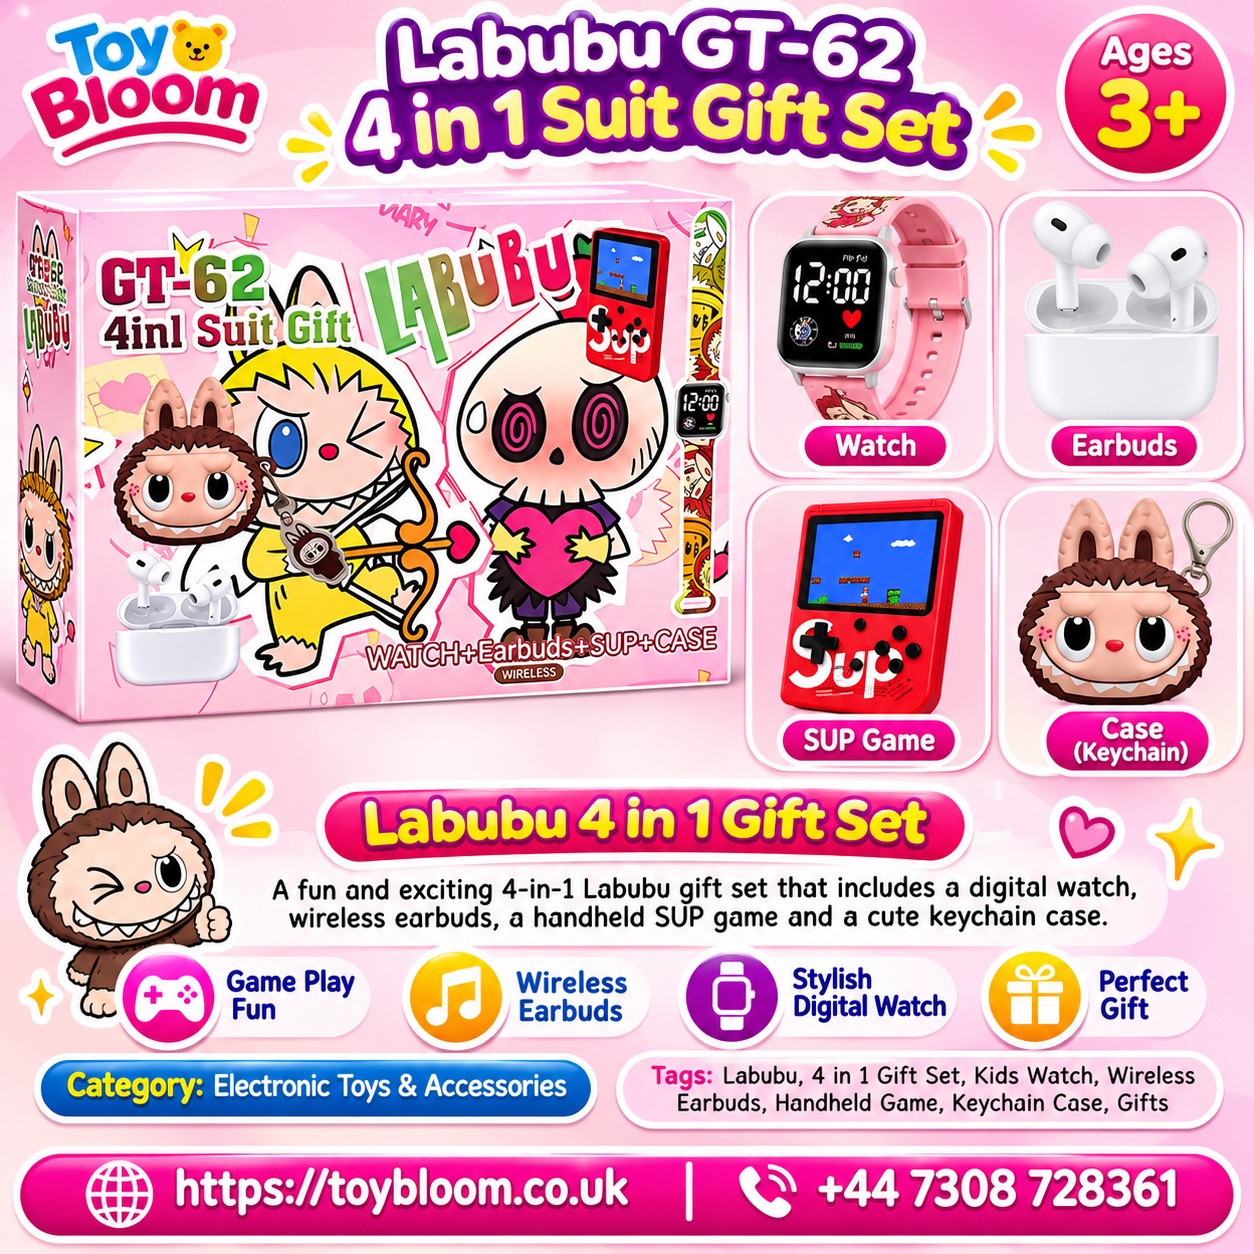 Toy
Bloom
Labubu GT-62
4 in 1 Suit Gift Set
Ages
3+
DIARY
GT-62
4in1 Suit Gift
LABUBU
LABUBU
Sup
12:00
WATCH+Earbuds+SUP+CASE
WIRELESS
12:00
Watch
Earbuds
Sup
SUP Game
Case
(Keychain)
Labubu 4 in 1 Gift Set
A fun and exciting 4-in-1 Labubu gift set that includes a digital watch,
wireless earbuds, a handheld SUP game and a cute keychain case.
Game Play
Fun
Wireless
Earbuds
Stylish
Digital Watch
Perfect
Gift
Category: Electronic Toys & Accessories
Tags: Labubu, 4 in 1 Gift Set, Kids Watch, Wireless
Earbuds, Handheld Game, Keychain Case, Gifts
https://toybloom.co.uk
+44 7308 728361